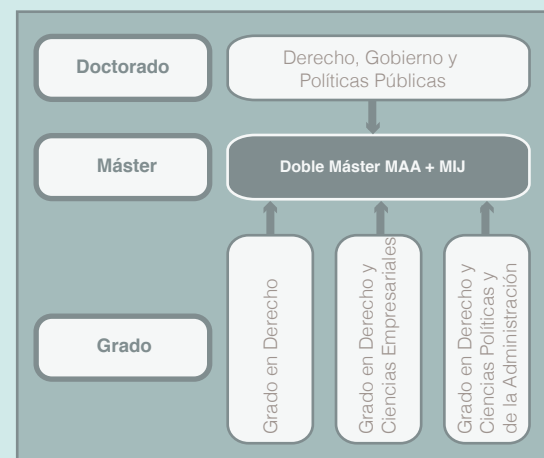 Doctorado
Derecho, Gobierno y
Políticas Públicas
Máster
Doble Máster MAA + MIJ
Grado
Grado en Derecho
Grado en Derecho y
Ciencias Empresariales
Grado en Derecho y
Ciencias Políticas y
de la Administración